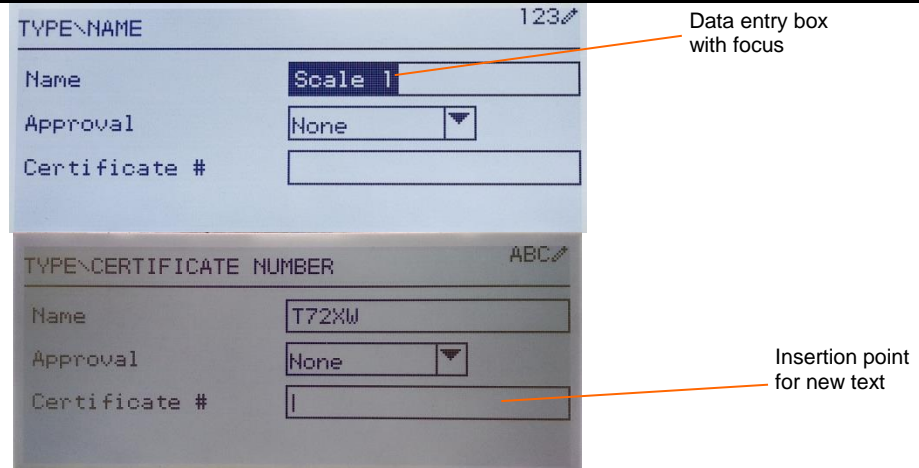 TYPE\NAME 123
Data entry box
with focus
Name Scale 1
Approval None
Certificate #
TYPE\CERTIFICATE NUMBER ABC
Name T72XW
Approval None
Certificate #
Insertion point
for new text